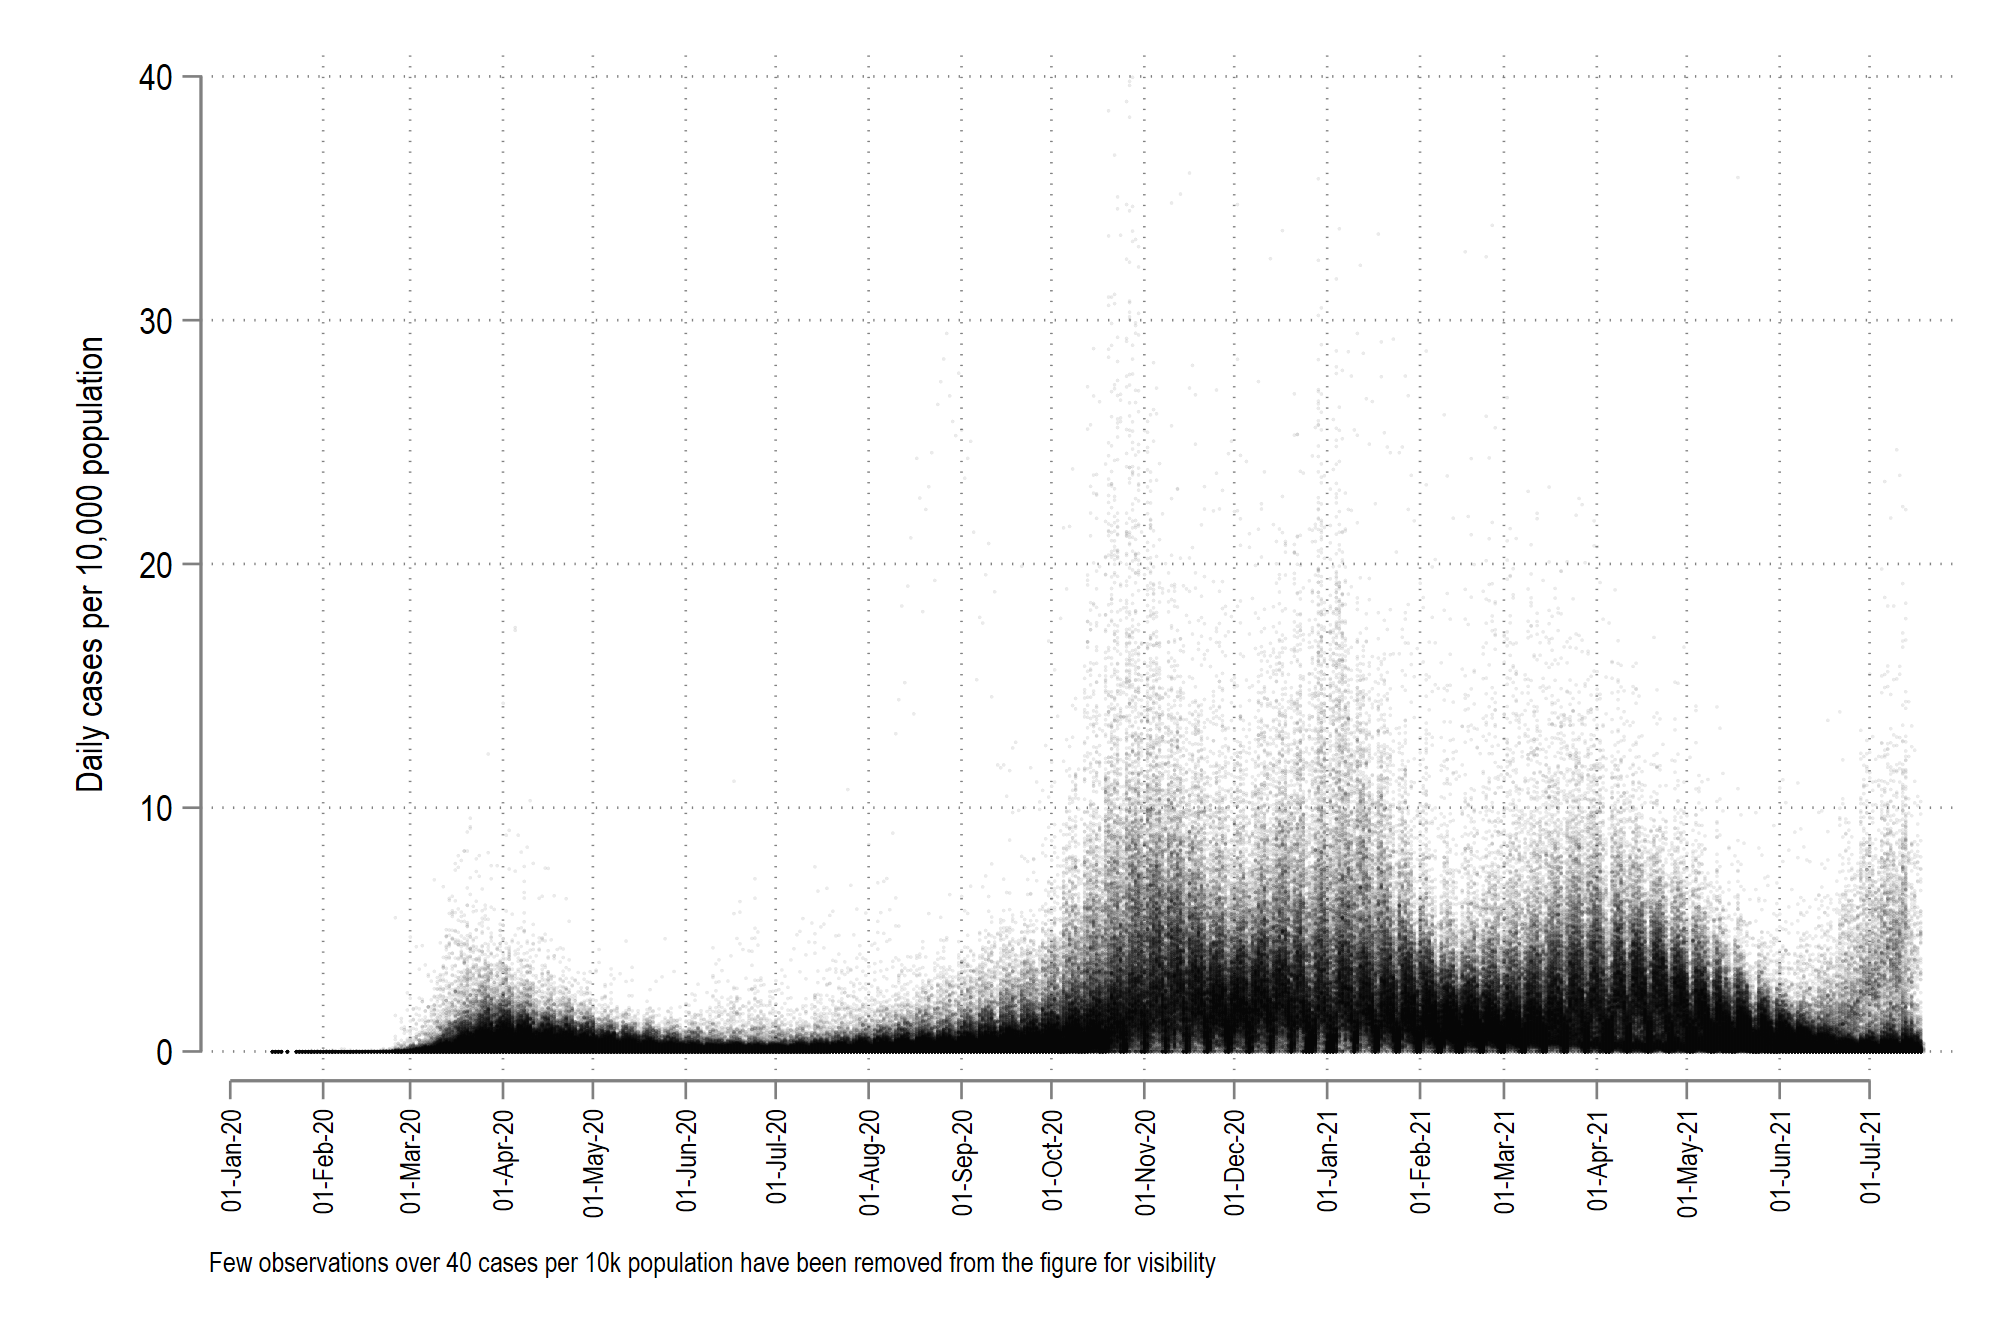 Daily cases per 10,000 population
40
30
20
10
0
01-Jan-20
01-Feb-20
01-Mar-20
01-Apr-20
01-May-20
01-Jun-20
01-Jul-20
01-Aug-20
01-Sep-20
01-Oct-20
01-Nov-20
01-Dec-20
01-Jan-21
01-Feb-21
01-Mar-21
01-Apr-21
01-May-21
01-Jun-21
01-Jul-21
Few observations over 40 cases per 10k population have been removed from the figure for visibility